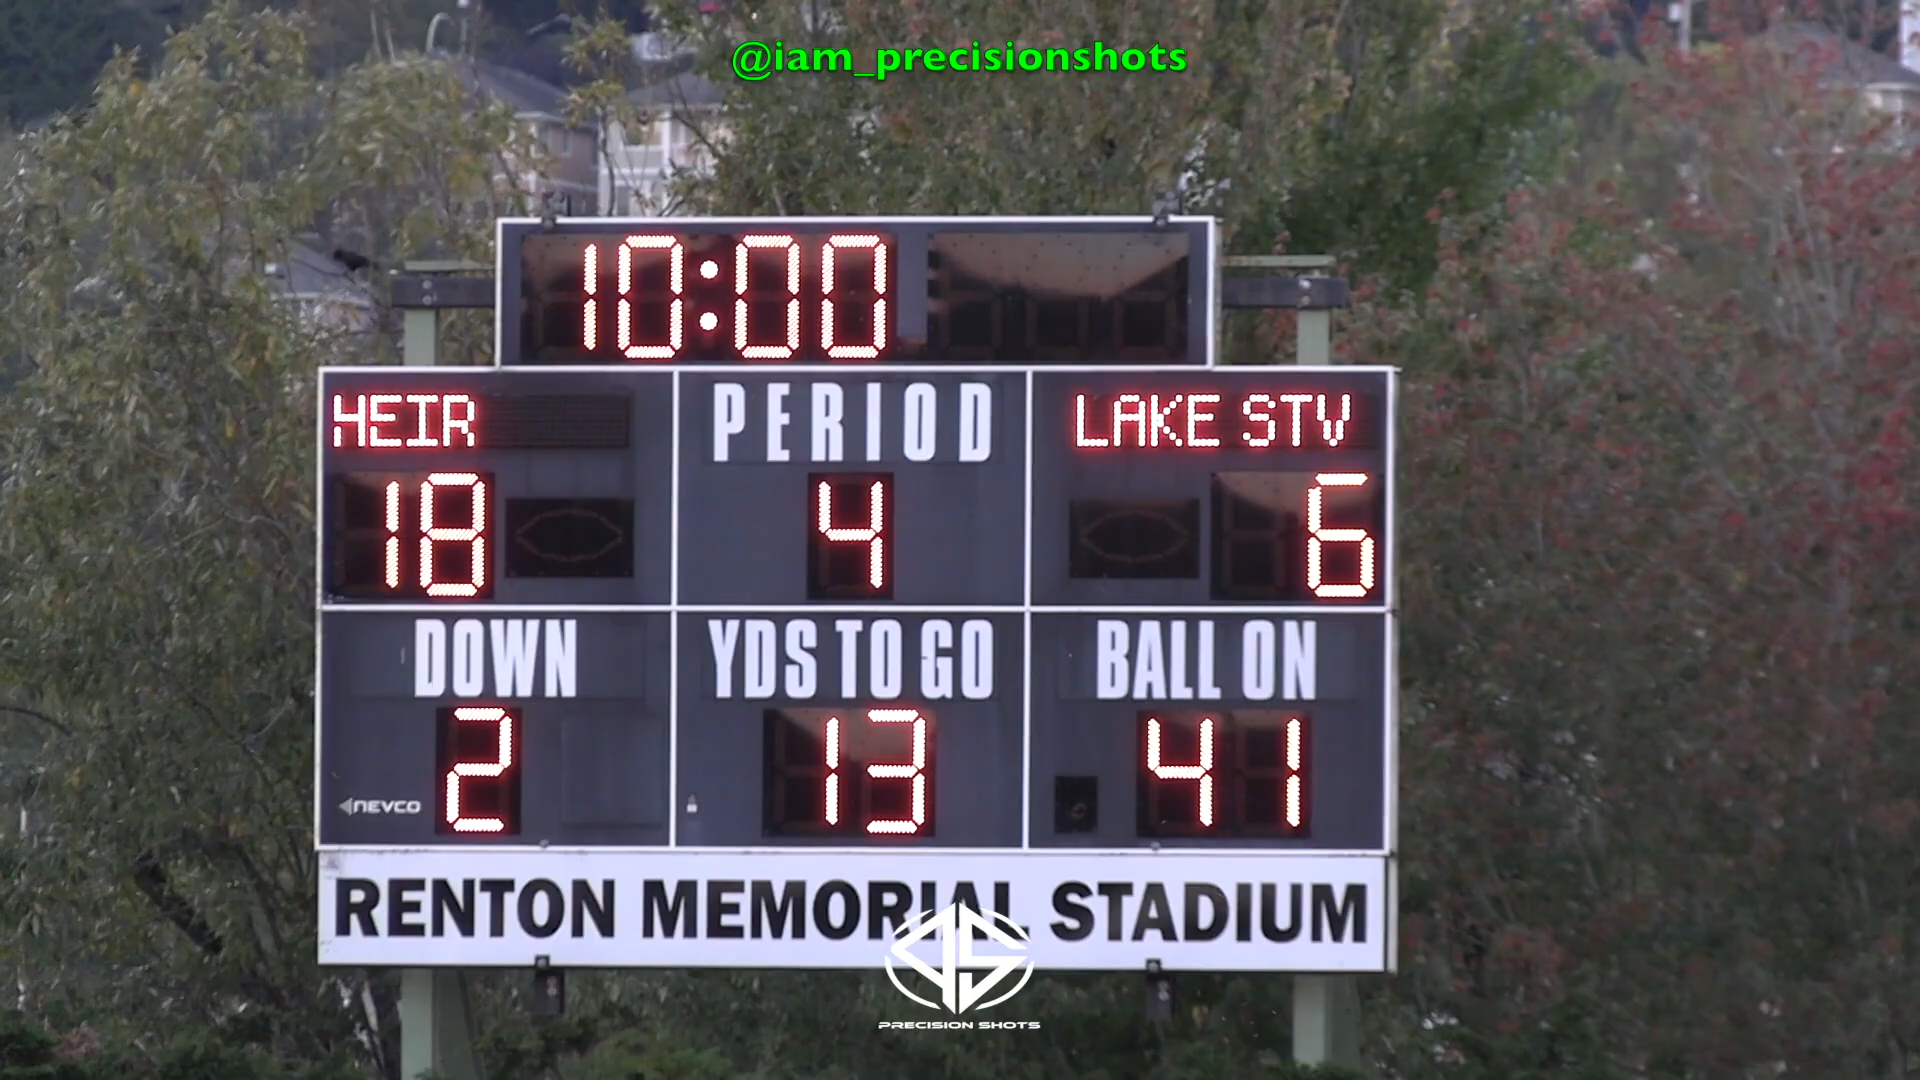 @iam_precisionshots
10:00
HEIR PERIOD LAKE STV
18 4 6
DOWN YDS TO GO BALL ON
2 13 41
NEVCO
RENTON MEMORIAL STADIUM
PS
PRECISION SHOTS